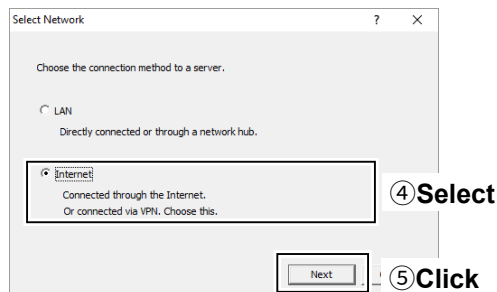 Select Network ? ×
Choose the connection method to a server.
LAN
Directly connected or through a network hub.
Internet
Connected through the Internet.
Or connected via VPN. Choose this.
④Select
Next
⑤Click